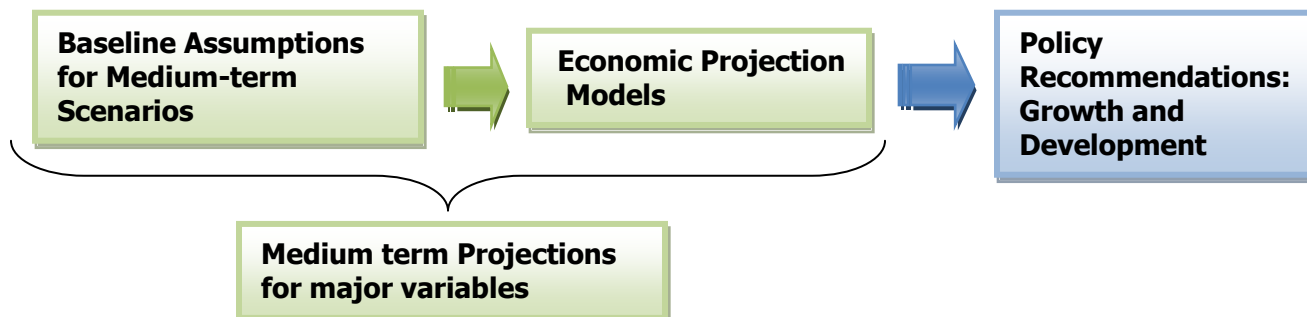 Baseline Assumptions
for Medium-term
Scenarios
Economic Projection
Models
Policy
Recommendations:
Growth and
Development
Medium term Projections
for major variables